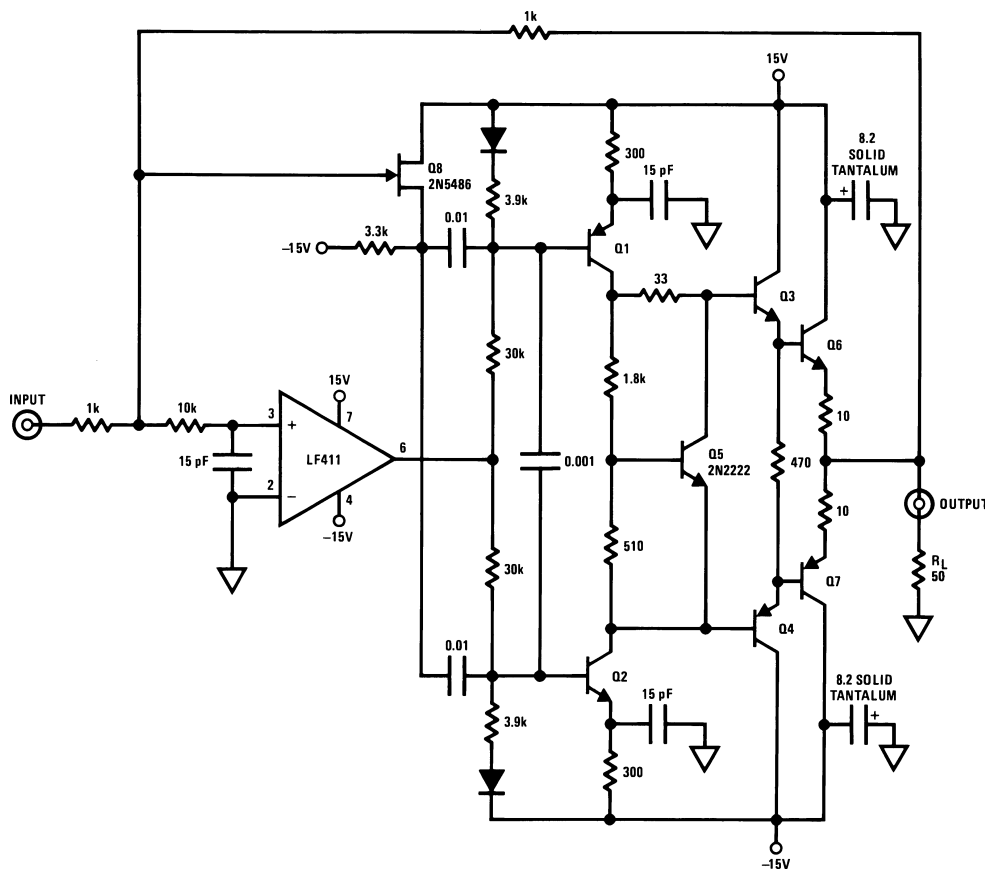 1k
15V
8.2
SOLID
TANTALUM
+
300
15 pF
Q8
2N5486
3.9k
0.01
–15V
3.3k
Q1
33
Q3
Q6
30k
1.8k
10
INPUT
1k
10k
15V
7
3
+
LF411
6
15 pF
2
–
4
–15V
0.001
Q5
2N2222
470
OUTPUT
10
30k
510
RL
50
Q7
Q4
0.01
Q2
15 pF
8.2 SOLID
TANTALUM
+
3.9k
300
–15V